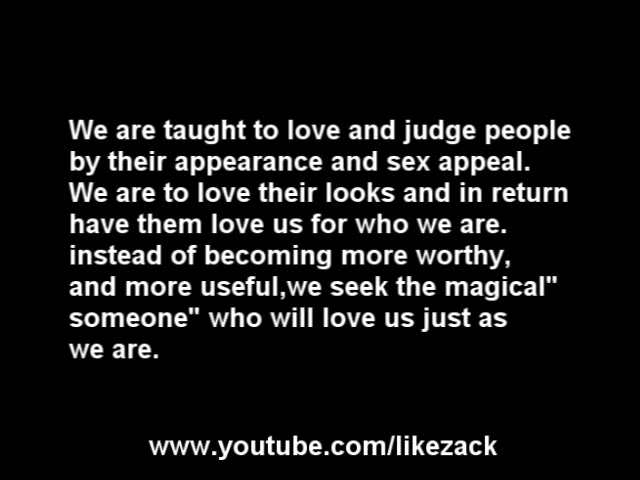 We are taught to love and judge people
by their appearance and sex appeal.
We are to love their looks and in return
have them love us for who we are.
instead of becoming more worthy,
and more useful,we seek the magical"
someone" who will love us just as
we are.
www.youtube.com/likezack